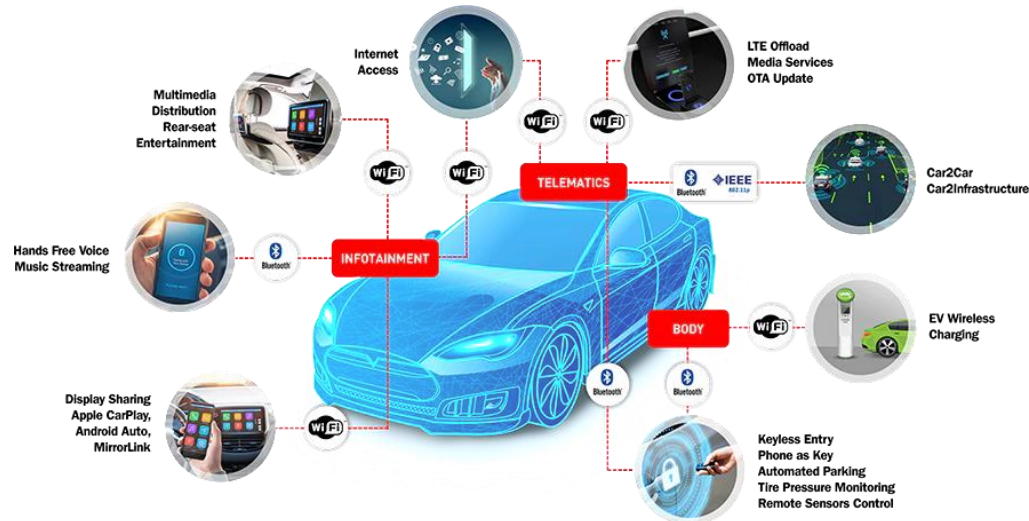 Internet
Access
LTE Offload
Media Services
OTA Update
Multimedia
Distribution
Rear-seat
Entertainment
WiFi
WiFi
WiFi
WiFi
TELEMATICS
Bluetooth
IEEE
802.11p
Car2Car
Car2Infrastructure
Hands Free Voice
Music Streaming
Bluetooology
INFOTAINMENT
BODY
WiFi
EV Wireless
Charging
Bluetooth
Bluetooth
Display Sharing
Apple CarPlay,
Android Auto,
MirrorLink
WiFi
Keyless Entry
Phone as Key
Automated Parking
Tire Pressure Monitoring
Remote Sensors Control